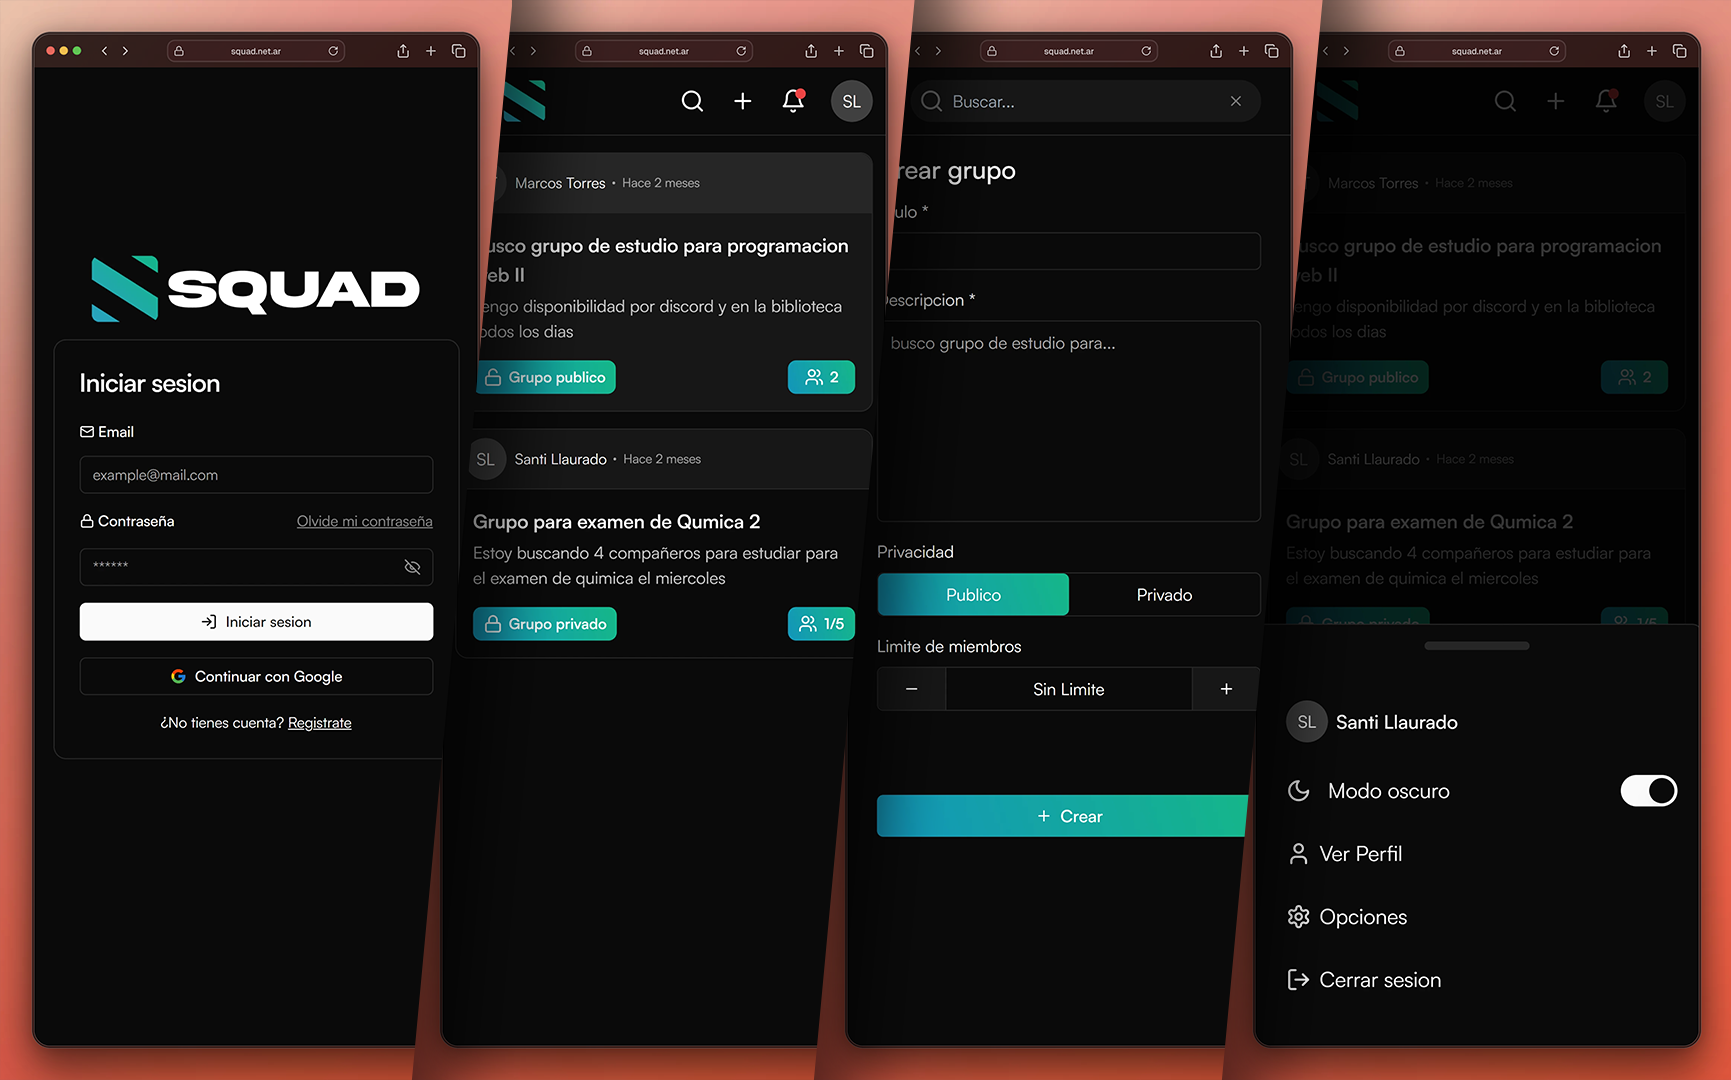 squad.net.ar
SQUAD
Iniciar sesion
Email
example@mail.com
Contraseña
Olvide mi contraseña
******
Iniciar sesion
Continuar con Google
¿No tienes cuenta? Registrate
squad.net.ar
SL
Marcos Torres · Hace 2 meses
usco grupo de estudio para programacion
eb II
engo disponibilidad por discord y en la biblioteca
odos los dias
Grupo publico
2
SL
Santi Llaurado · Hace 2 meses
Grupo para examen de Qumica 2
Estoy buscando 4 compañeros para estudiar para
el examen de quimica el miercoles
Grupo privado
1/5
squad.net.ar
Buscar...
rear grupo
ulo *
Descripcion *
busco grupo de estudio para...
Privacidad
Publico
Privado
Limite de miembros
Sin Limite
Crear
squad.net.ar
SL
Marcos Torres · Hace 2 meses
usco grupo de estudio para programacion
eb II
engo disponibilidad por discord y en la biblioteca
odos los dias
Grupo publico
2
SL
Santi Llaurado · Hace 2 meses
Grupo para examen de Qumica 2
Estoy buscando 4 compañeros para estudiar para
el examen de quimica el miercoles
Grupo privado
1/5
SL
Santi Llaurado
Modo oscuro
Ver Perfil
Opciones
Cerrar sesion